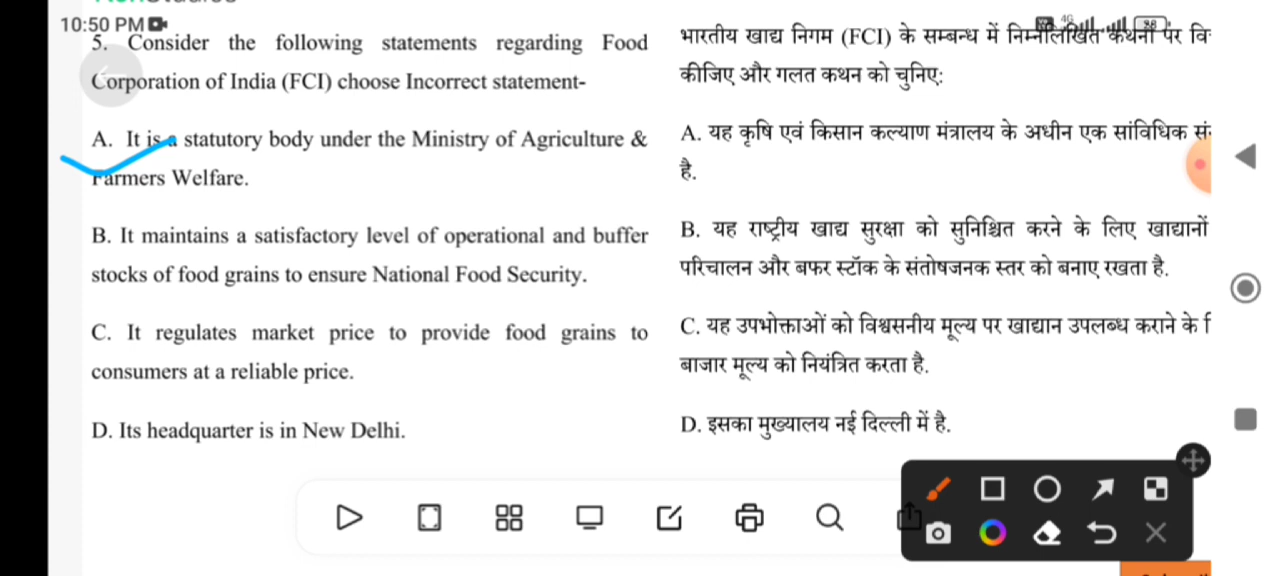 10:50 PM
5. Consider the following statements regarding Food
Corporation of India (FCI) choose Incorrect statement-
A. It is a statutory body under the Ministry of Agriculture &
Farmers Welfare.
B. It maintains a satisfactory level of operational and buffer
stocks of food grains to ensure National Food Security.
C. It regulates market price to provide food grains to
consumers at a reliable price.
D. Its headquarter is in New Delhi.
भारतीय खाद्य निगम (FCI) के सम्बन्ध में निम्नलिखित कथनों पर
कीजिए और गलत कथन को चुनिए:
A. यह कृषि एवं किसान कल्याण मंत्रालय के अधीन एक सांविधिक
है.
B. यह राष्ट्रीय खाद्य सुरक्षा को सुनिश्चित करने के लिए खाद्यानों
परिचालन और बफर स्टॉक के संतोषजनक स्तर को बनाए रखता है.
C. यह उपभोक्ताओं को विश्वसनीय मूल्य पर खाद्यान उपलब्ध कराने के
बाजार मूल्य को नियंत्रित करता है.
D. इसका मुख्यालय नई दिल्ली में है.